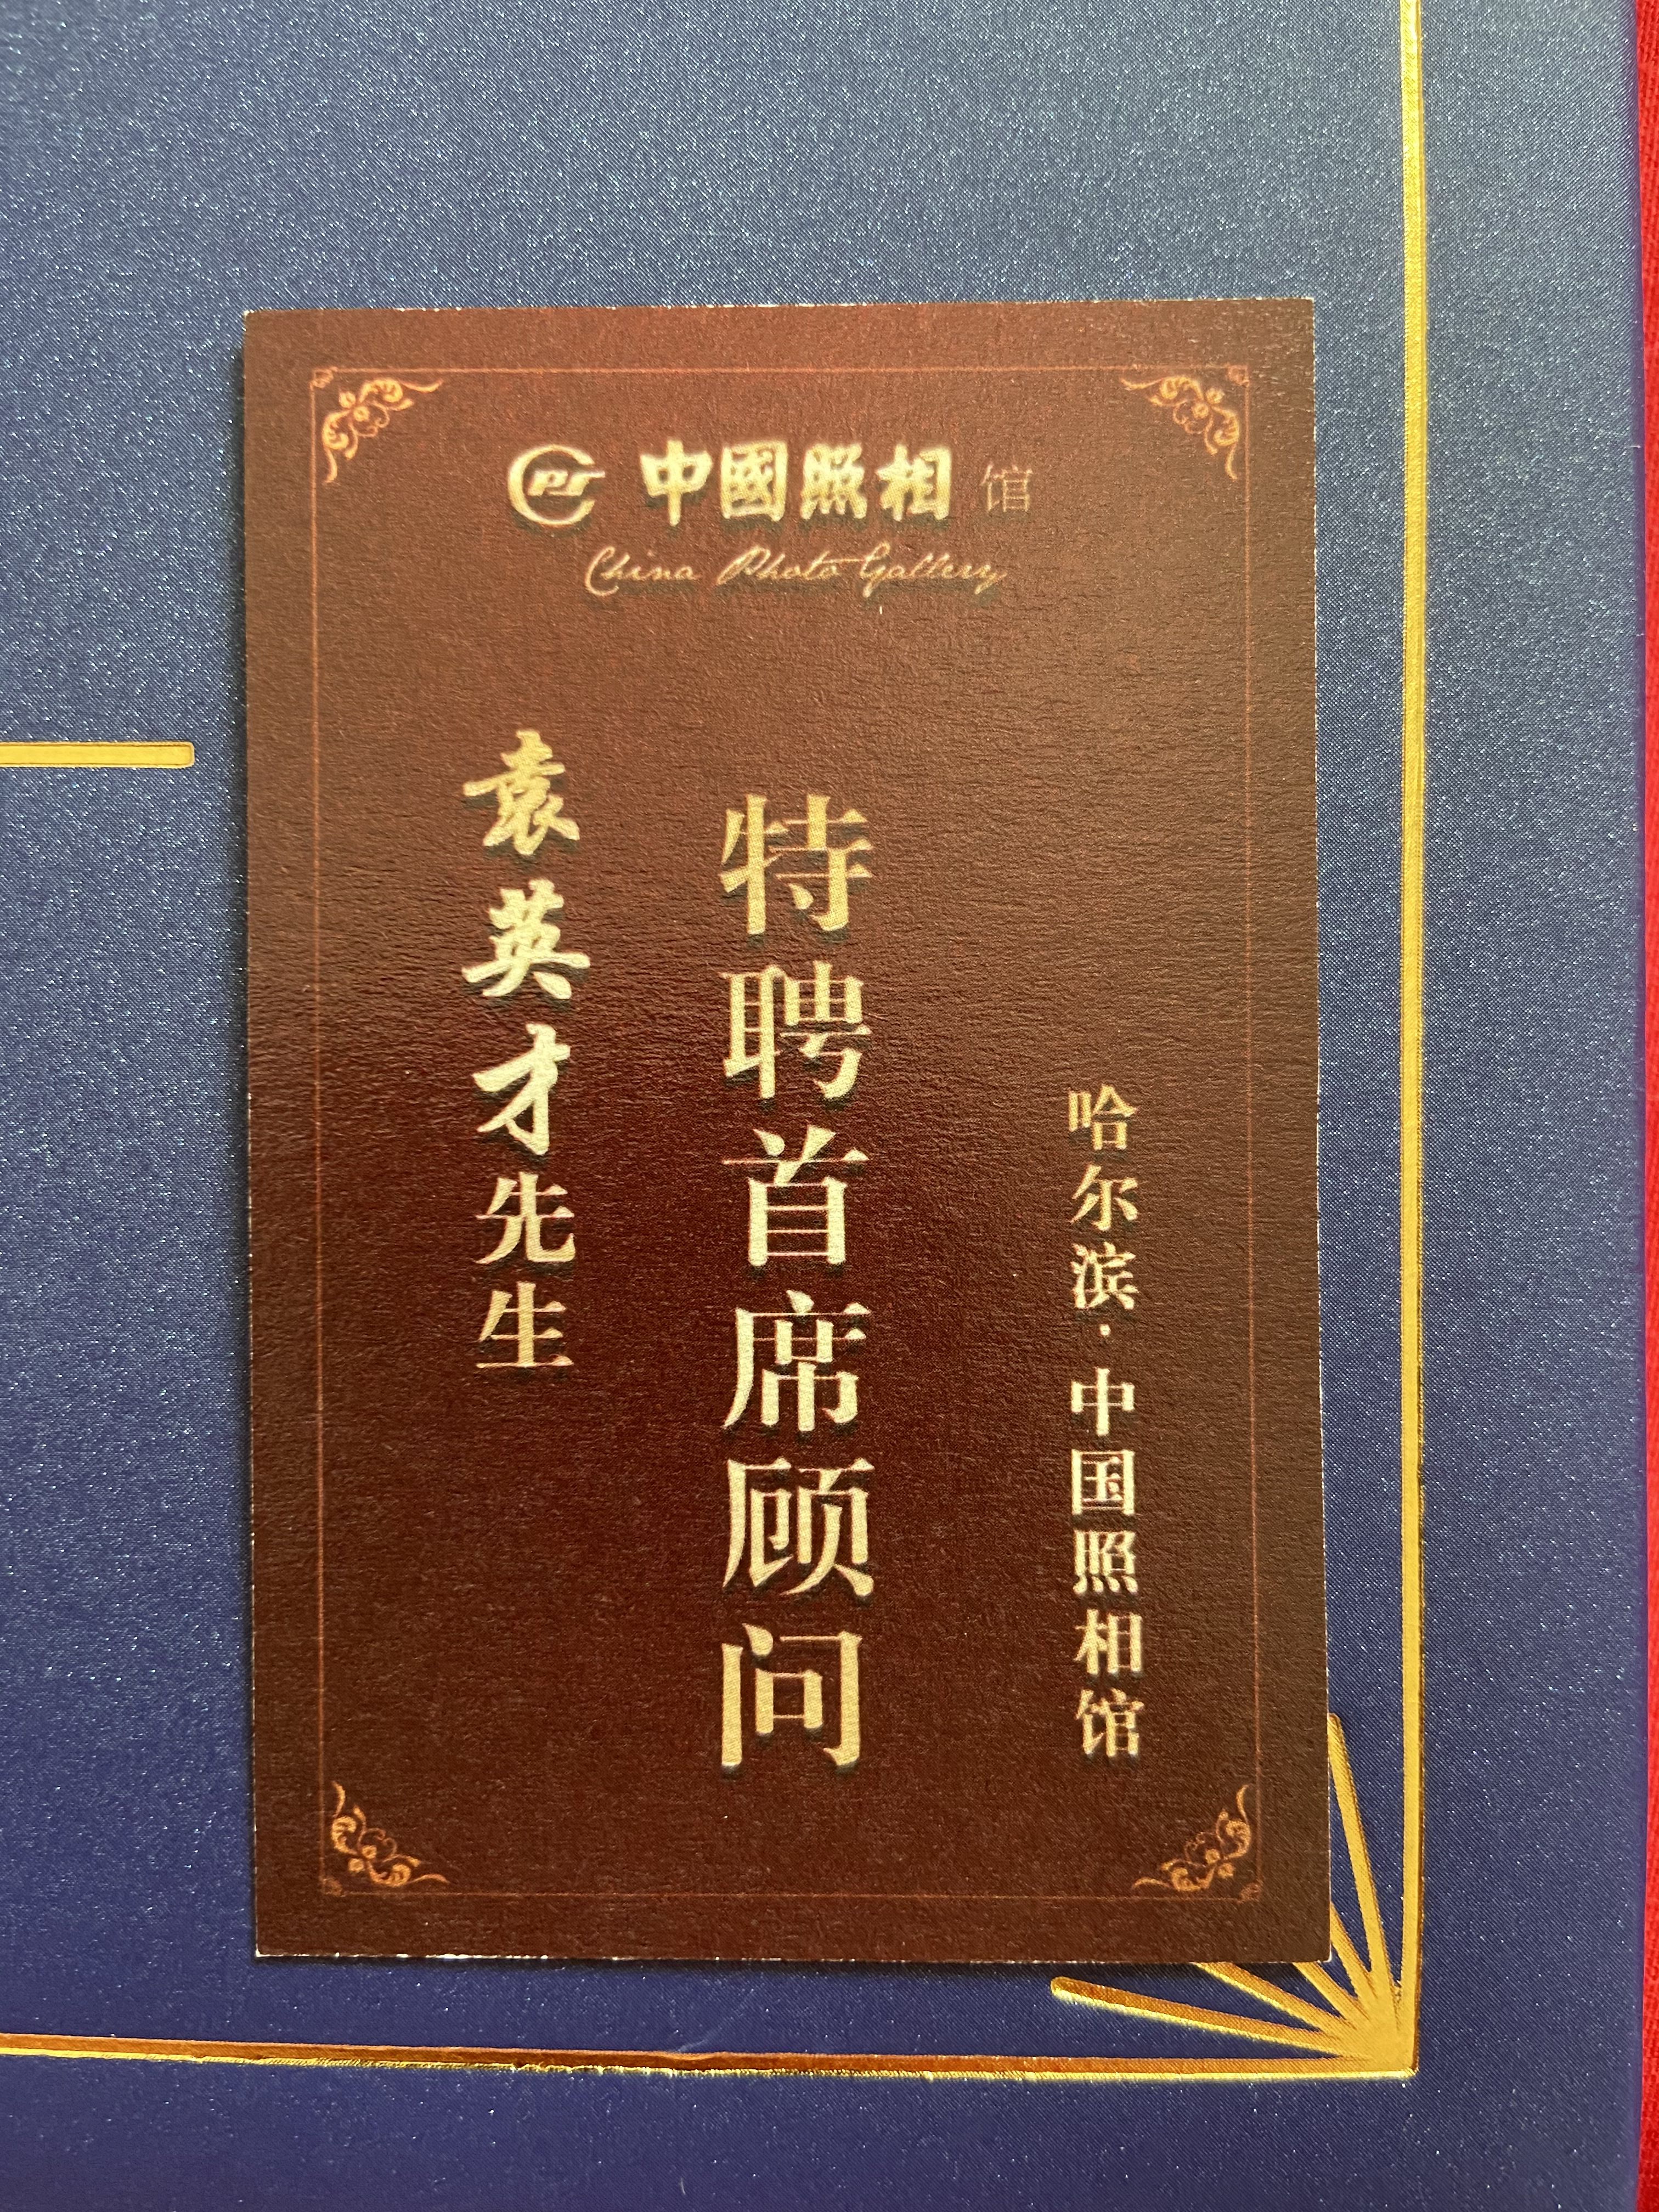 中國照相馆
China Photo Gallery
袁英才先生
特聘首席顾问
哈尔滨·中国照相馆